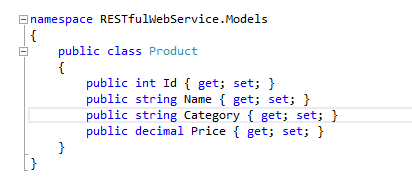 namespace RESTfulWebService.Models
{
    public class Product
    {
        public int Id { get; set; }
        public string Name { get; set; }
        public string Category { get; set; }
        public decimal Price { get; set; }
    }
}